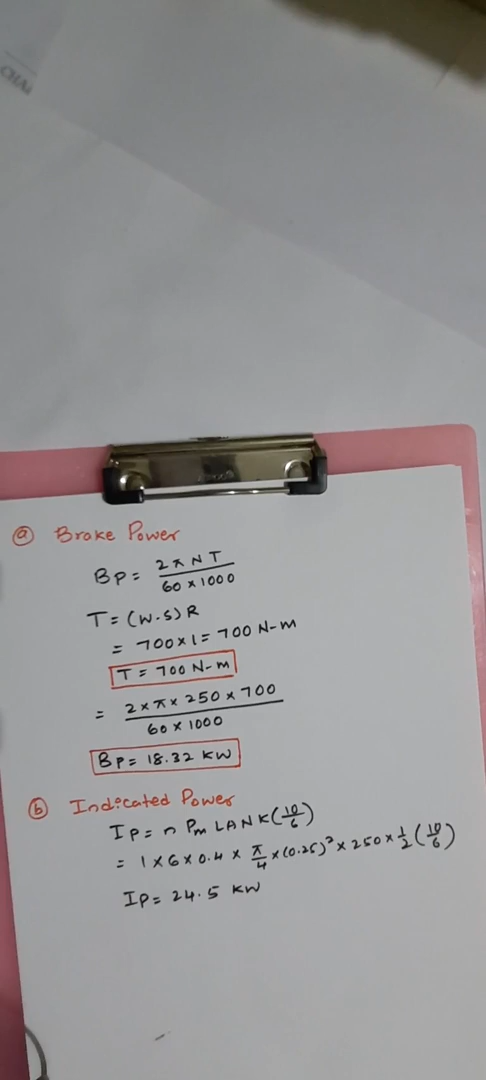 CHA
ⓐ Brake Power
BP = 2πNT / 60 × 1000
T = (W-S) R
= 700 × 1 = 700 N-m
T = 700 N-m
= 2 × π × 250 × 700 / 60 × 1000
BP = 18.32 KW
ⓑ Indicated Power
IP = n Pm LANK (10/6)
= 1 × 6 × 0.4 × π/4 × (0.25)² × 250 × 1/2 (10/6)
IP = 24.5 KW